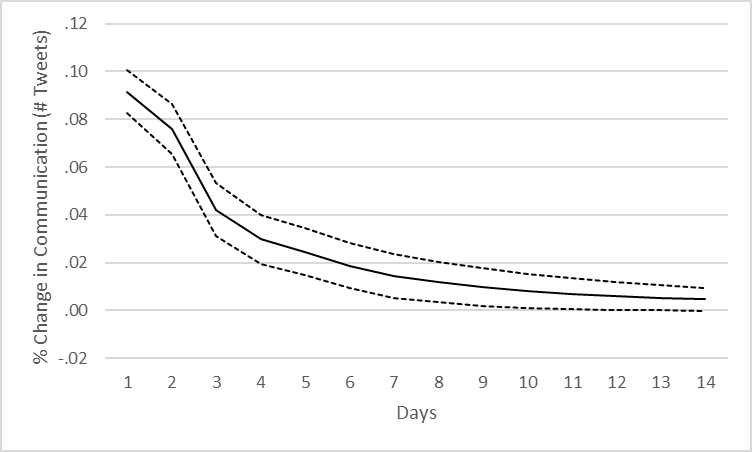 % Change in Communication (# Tweets)
.12
.10
.08
.06
.04
.02
.00
-.02
1 2 3 4 5 6 7 8 9 10 11 12 13 14
Days